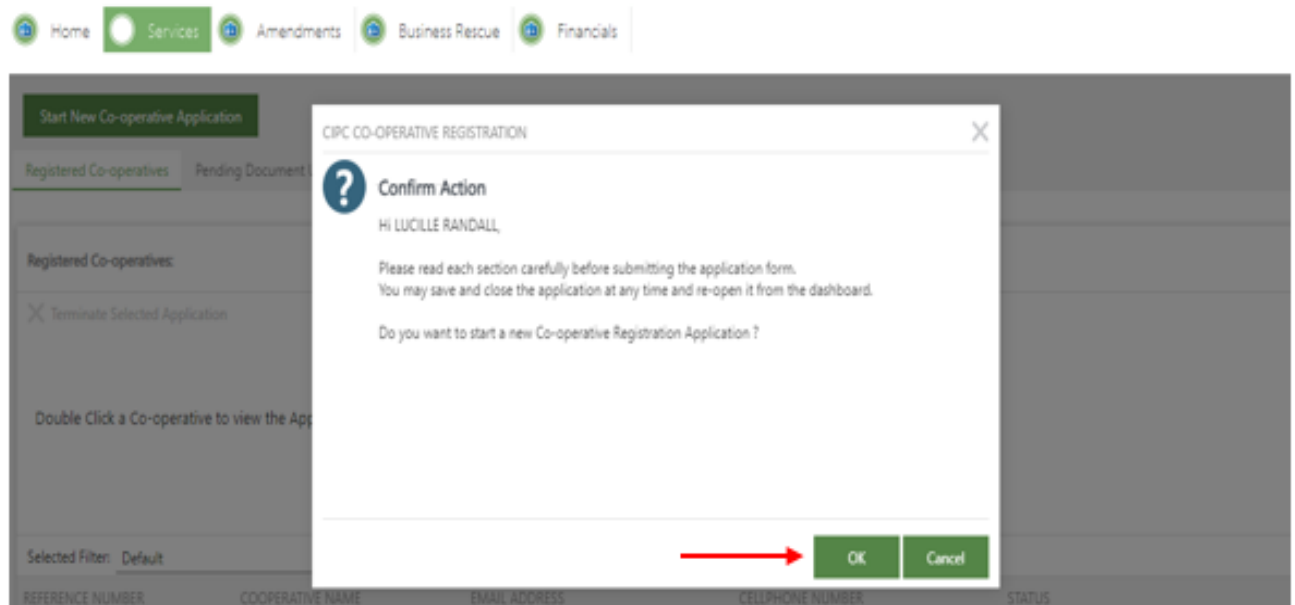 Home Services Amendments Business Rescue Financials
Start New Co-operative Application
CIPC CO-OPERATIVE REGISTRATION
Registered Co-operatives Pending Document
?
Confirm Action
Hi LUCILLE RANDALL,
Please read each section carefully before submitting the application form.
You may save and close the application at any time and re-open it from the dashboard.
Do you want to start a new Co-operative Registration Application ?
Registered Co-operatives:
Terminate Selected Application
Double Click a Co-operative to view the App
Selected Filter: Default
OK Cancel
REFERENCE NUMBER COOPERATIVE NAME EMAIL ADDRESS CELLPHONE NUMBER STATUS